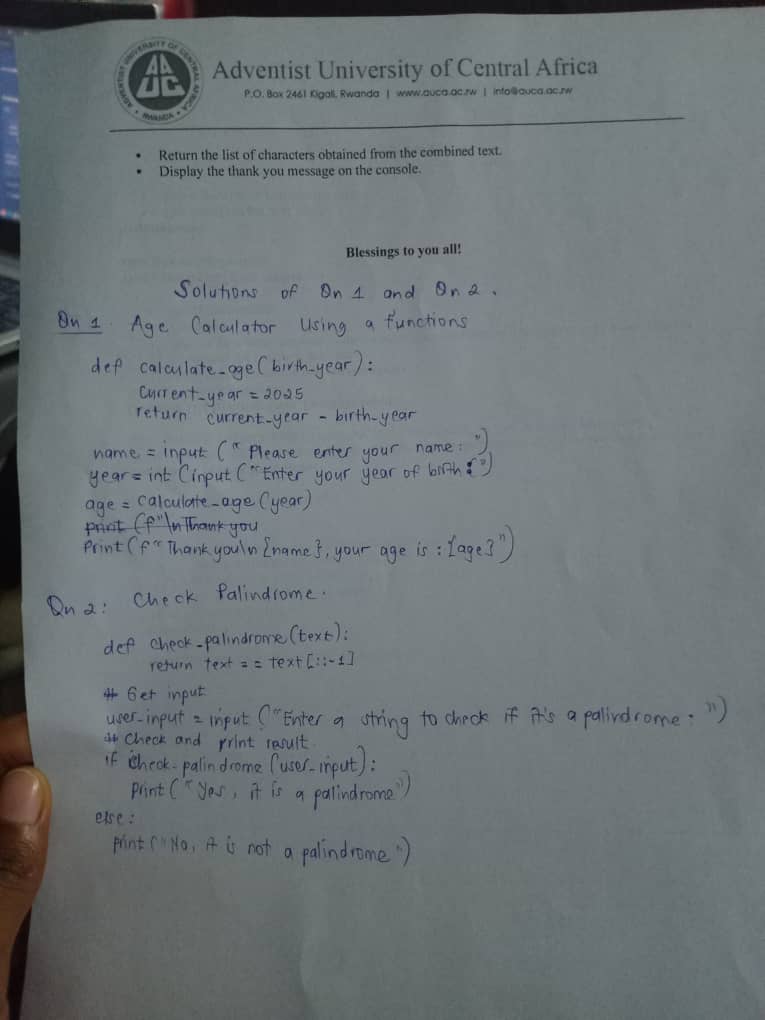 ADVENTIST UNIVERSITY OF CENTRAL AFRICA
AUCA
• RWANDA •
Adventist University of Central Africa
P.O. Box 2461 Kigali, Rwanda | www.auca.ac.rw | info@auca.ac.rw
• Return the list of characters obtained from the combined text.
• Display the thank you message on the console.
Blessings to you all!
Solutions of Qn 1 and Qn 2.
Qn 1. Age Calculator Using a functions
def calculate_age(birth_year):
Current_year = 2025
return current_year - birth_year
name = input ("Please enter your name: ")
year = int (input ("Enter your year of birth: ")
age = Calculate_age(year)
print (f"\n Thank you
Print (f"Thank you\n {name}, your age is : {age}")
Qn 2: Check Palindrome.
def check_palindrome(text):
return text == text[::-1]
# Get input
user_input = input ("Enter a string to check if it's a palindrome: ")
# Check and print result.
if check_palindrome (user_input):
Print ("Yes, it is a palindrome")
else:
print ("No, it is not a palindrome")